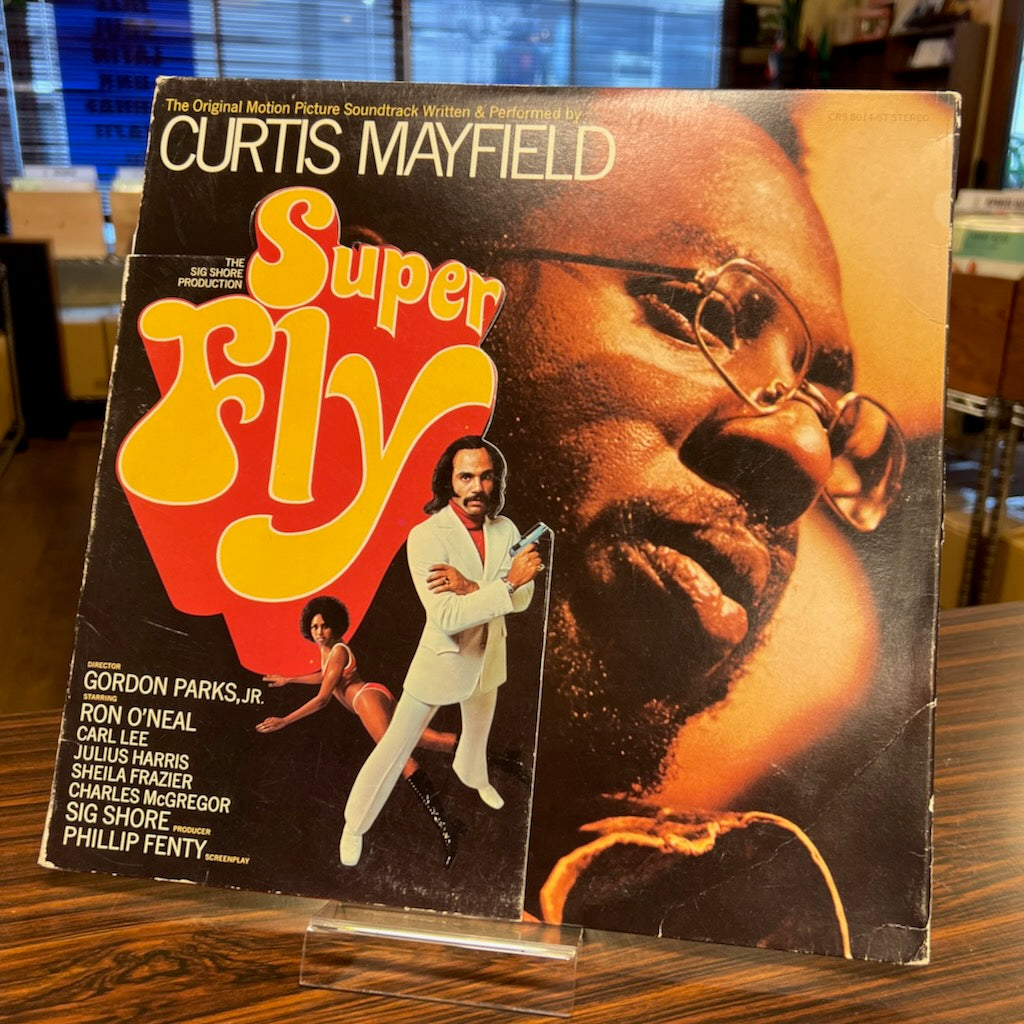 The Original Motion Picture Soundtrack Written & Performed by
CURTIS MAYFIELD
CRS 8014-ST STEREO
THE
SIG SHORE
PRODUCTION
Super
Fly
DIRECTOR
GORDON PARKS, JR.
STARRING
RON O'NEAL
CARL LEE
JULIUS HARRIS
SHEILA FRAZIER
CHARLES McGREGOR
SIG SHORE PRODUCER
PHILLIP FENTY SCREENPLAY